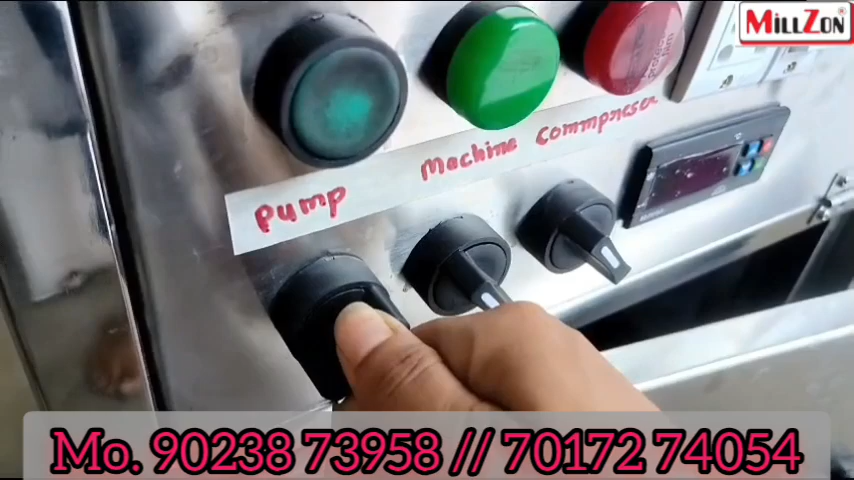 MillZon®
Pump Machine Commpresser
Mo. 90238 73958 // 70172 74054